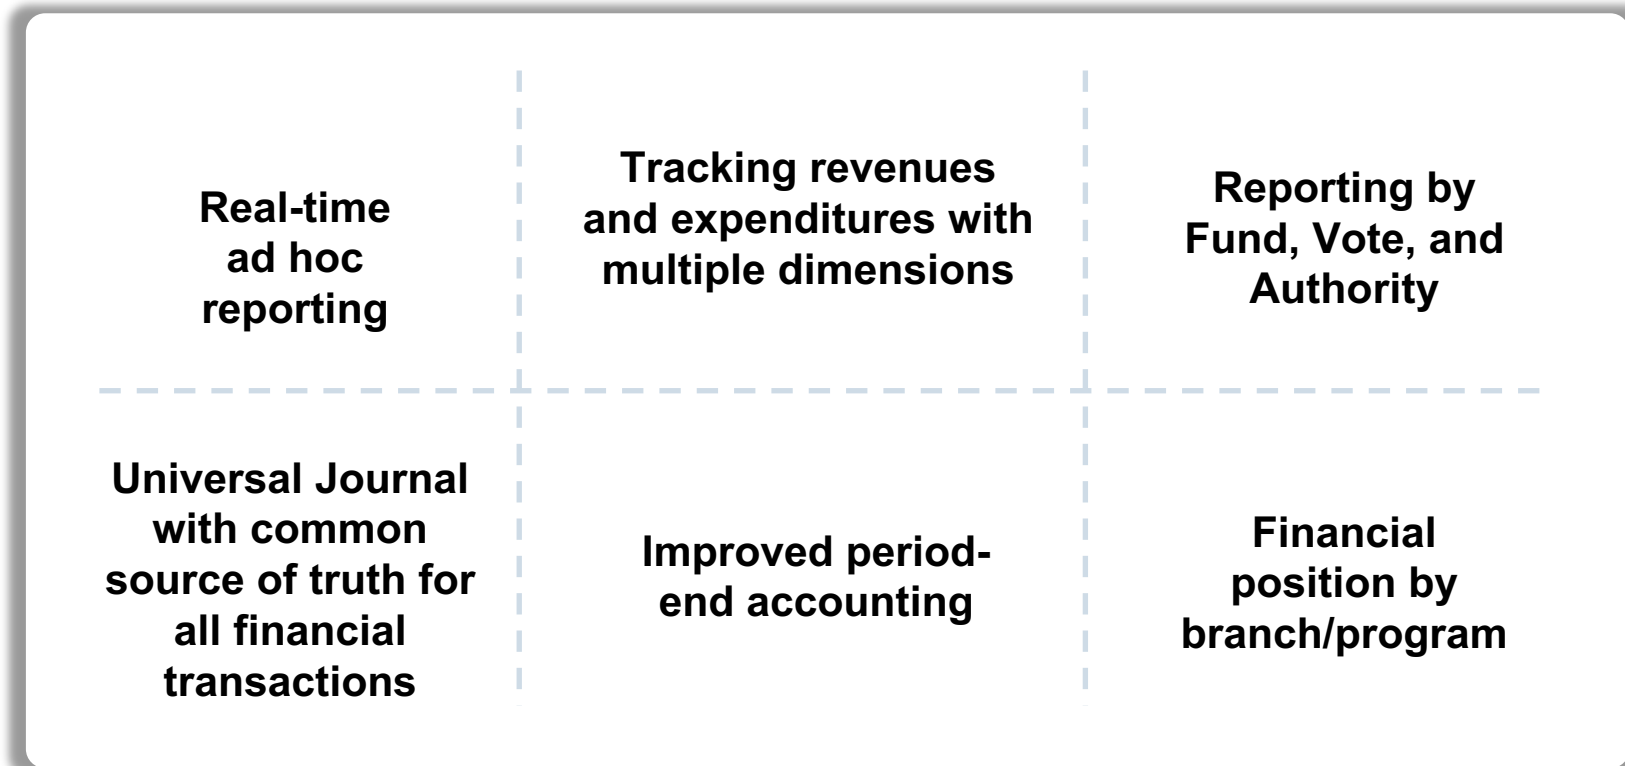 Real-time
ad hoc
reporting
Tracking revenues
and expenditures with
multiple dimensions
Reporting by
Fund, Vote, and
Authority
Universal Journal
with common
source of truth for
all financial
transactions
Improved period-
end accounting
Financial
position by
branch/program